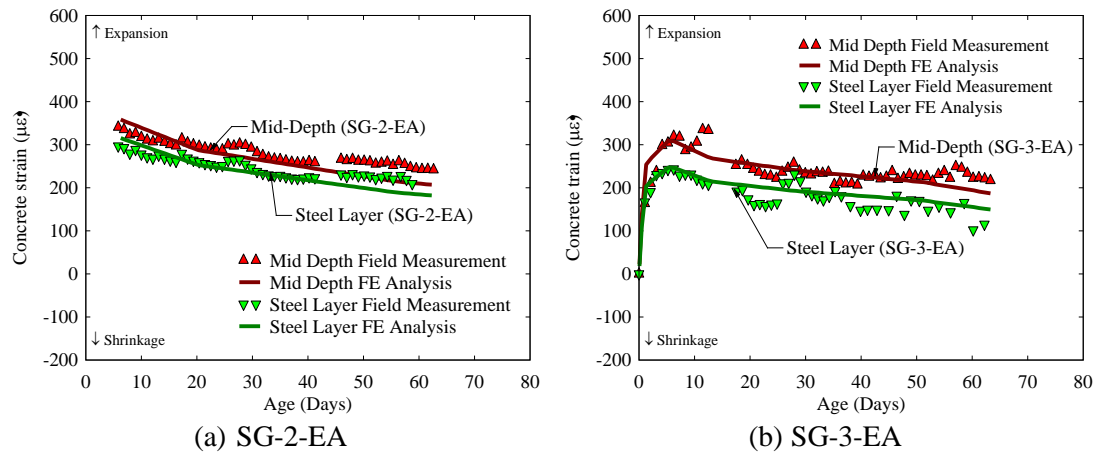 600
500
400
300
200
100
0
-100
-200
↑ Expansion
Mid-Depth (SG-2-EA)
Steel Layer (SG-2-EA)
Mid Depth Field Measurement
Mid Depth FE Analysis
Steel Layer Field Measurement
Steel Layer FE Analysis
↓ Shrinkage
0 10 20 30 40 50 60 70 80
Age (Days)
Concrete strain (με)
(a) SG-2-EA
600
500
400
300
200
100
0
-100
-200
↑ Expansion
Mid Depth Field Measurement
Mid Depth FE Analysis
Steel Layer Field Measurement
Steel Layer FE Analysis
Mid-Depth (SG-3-EA)
Steel Layer (SG-3-EA)
↓ Shrinkage
0 10 20 30 40 50 60 70 80
Age (Days)
Concrete train (με)
(b) SG-3-EA